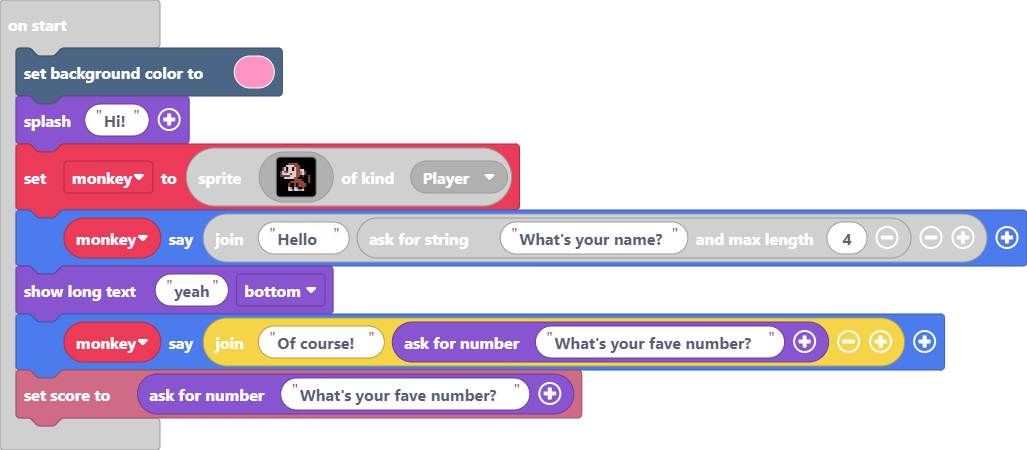 on start
set background color to
splash "Hi!"
set monkey to sprite of kind Player
monkey say join "Hello " ask for string "What's your name? " and max length 4
show long text "yeah" bottom
monkey say join "Of course! " ask for number "What's your fave number? "
set score to ask for number "What's your fave number? "